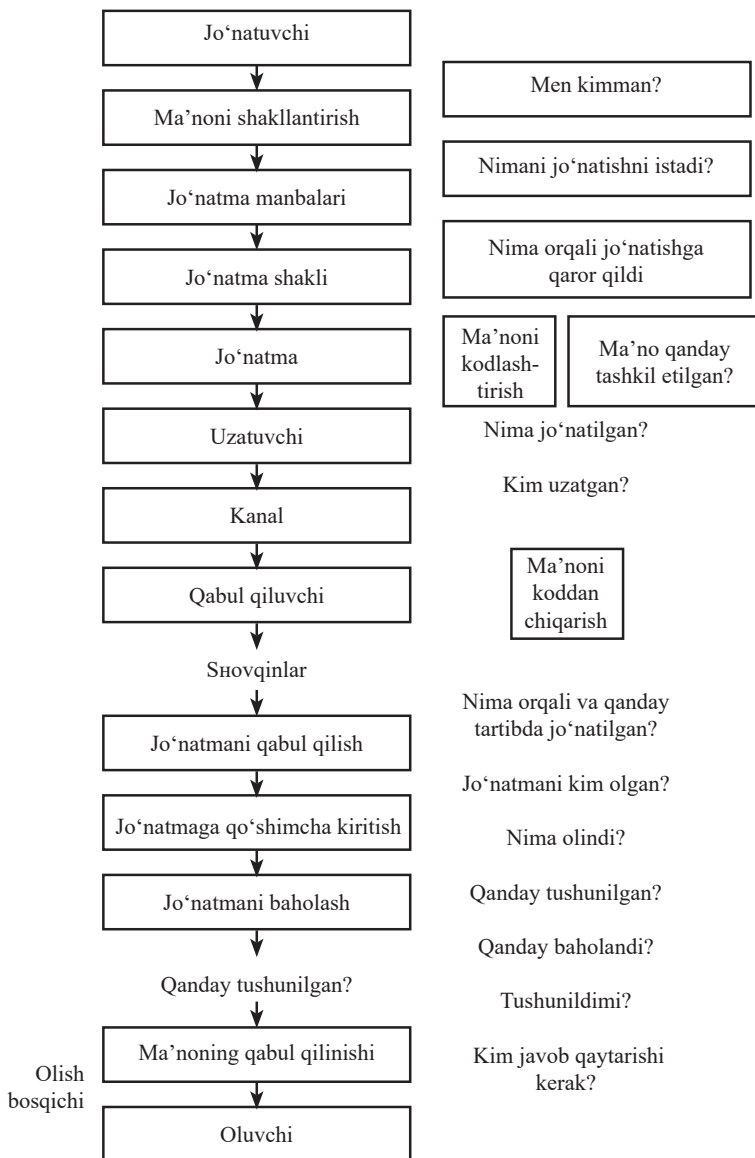 Jo‘natuvchi
Ma’noni shakllantirish
Jo‘natma manbalari
Jo‘natma shakli
Jo‘natma
Uzatuvchi
Kanal
Qabul qiluvchi
Sнovqinlar
Jo‘natmani qabul qilish
Jo‘natmaga qo‘shimcha kiritish
Jo‘natmani baholash
Qanday tushunilgan?
Ma’noning qabul qilinishi
Oluvchi
Olish
bosqichi
Men kimman?
Nimani jo‘natishni istadi?
Nima orqali jo‘natishga
qaror qildi
Ma’noni
kodlash-
tirish
Ma’no qanday
tashkil etilgan?
Nima jo‘natilgan?
Kim uzatgan?
Ma’noni
koddan
chiqarish
Nima orqali va qanday
tartibda jo‘natilgan?
Jo‘natmani kim olgan?
Nima olindi?
Qanday tushunilgan?
Qanday baholandi?
Tushunildimi?
Kim javob qaytarishi
kerak?